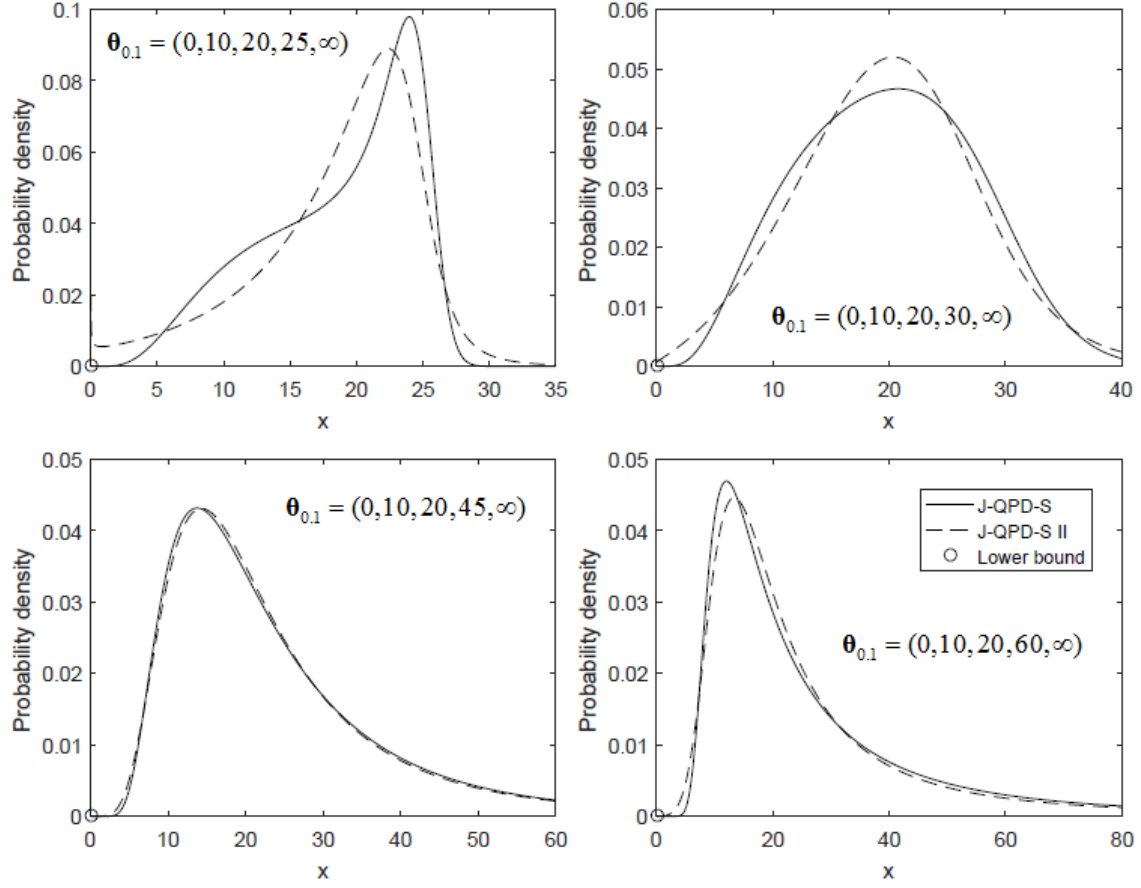 0.1
0.08
0.06
0.04
0.02
0
Probability density
θ0.1 = (0,10,20,25,∞)
0 5 10 15 20 25 30 35
x
0.06
0.05
0.04
0.03
0.02
0.01
0
Probability density
θ0.1 = (0,10,20,30,∞)
0 10 20 30 40
x
0.05
0.04
0.03
0.02
0.01
0
Probability density
θ0.1 = (0,10,20,45,∞)
0 10 20 30 40 50 60
x
0.05
0.04
0.03
0.02
0.01
0
Probability density
J-QPD-S
J-QPD-S II
Lower bound
θ0.1 = (0,10,20,60,∞)
0 20 40 60 80
x